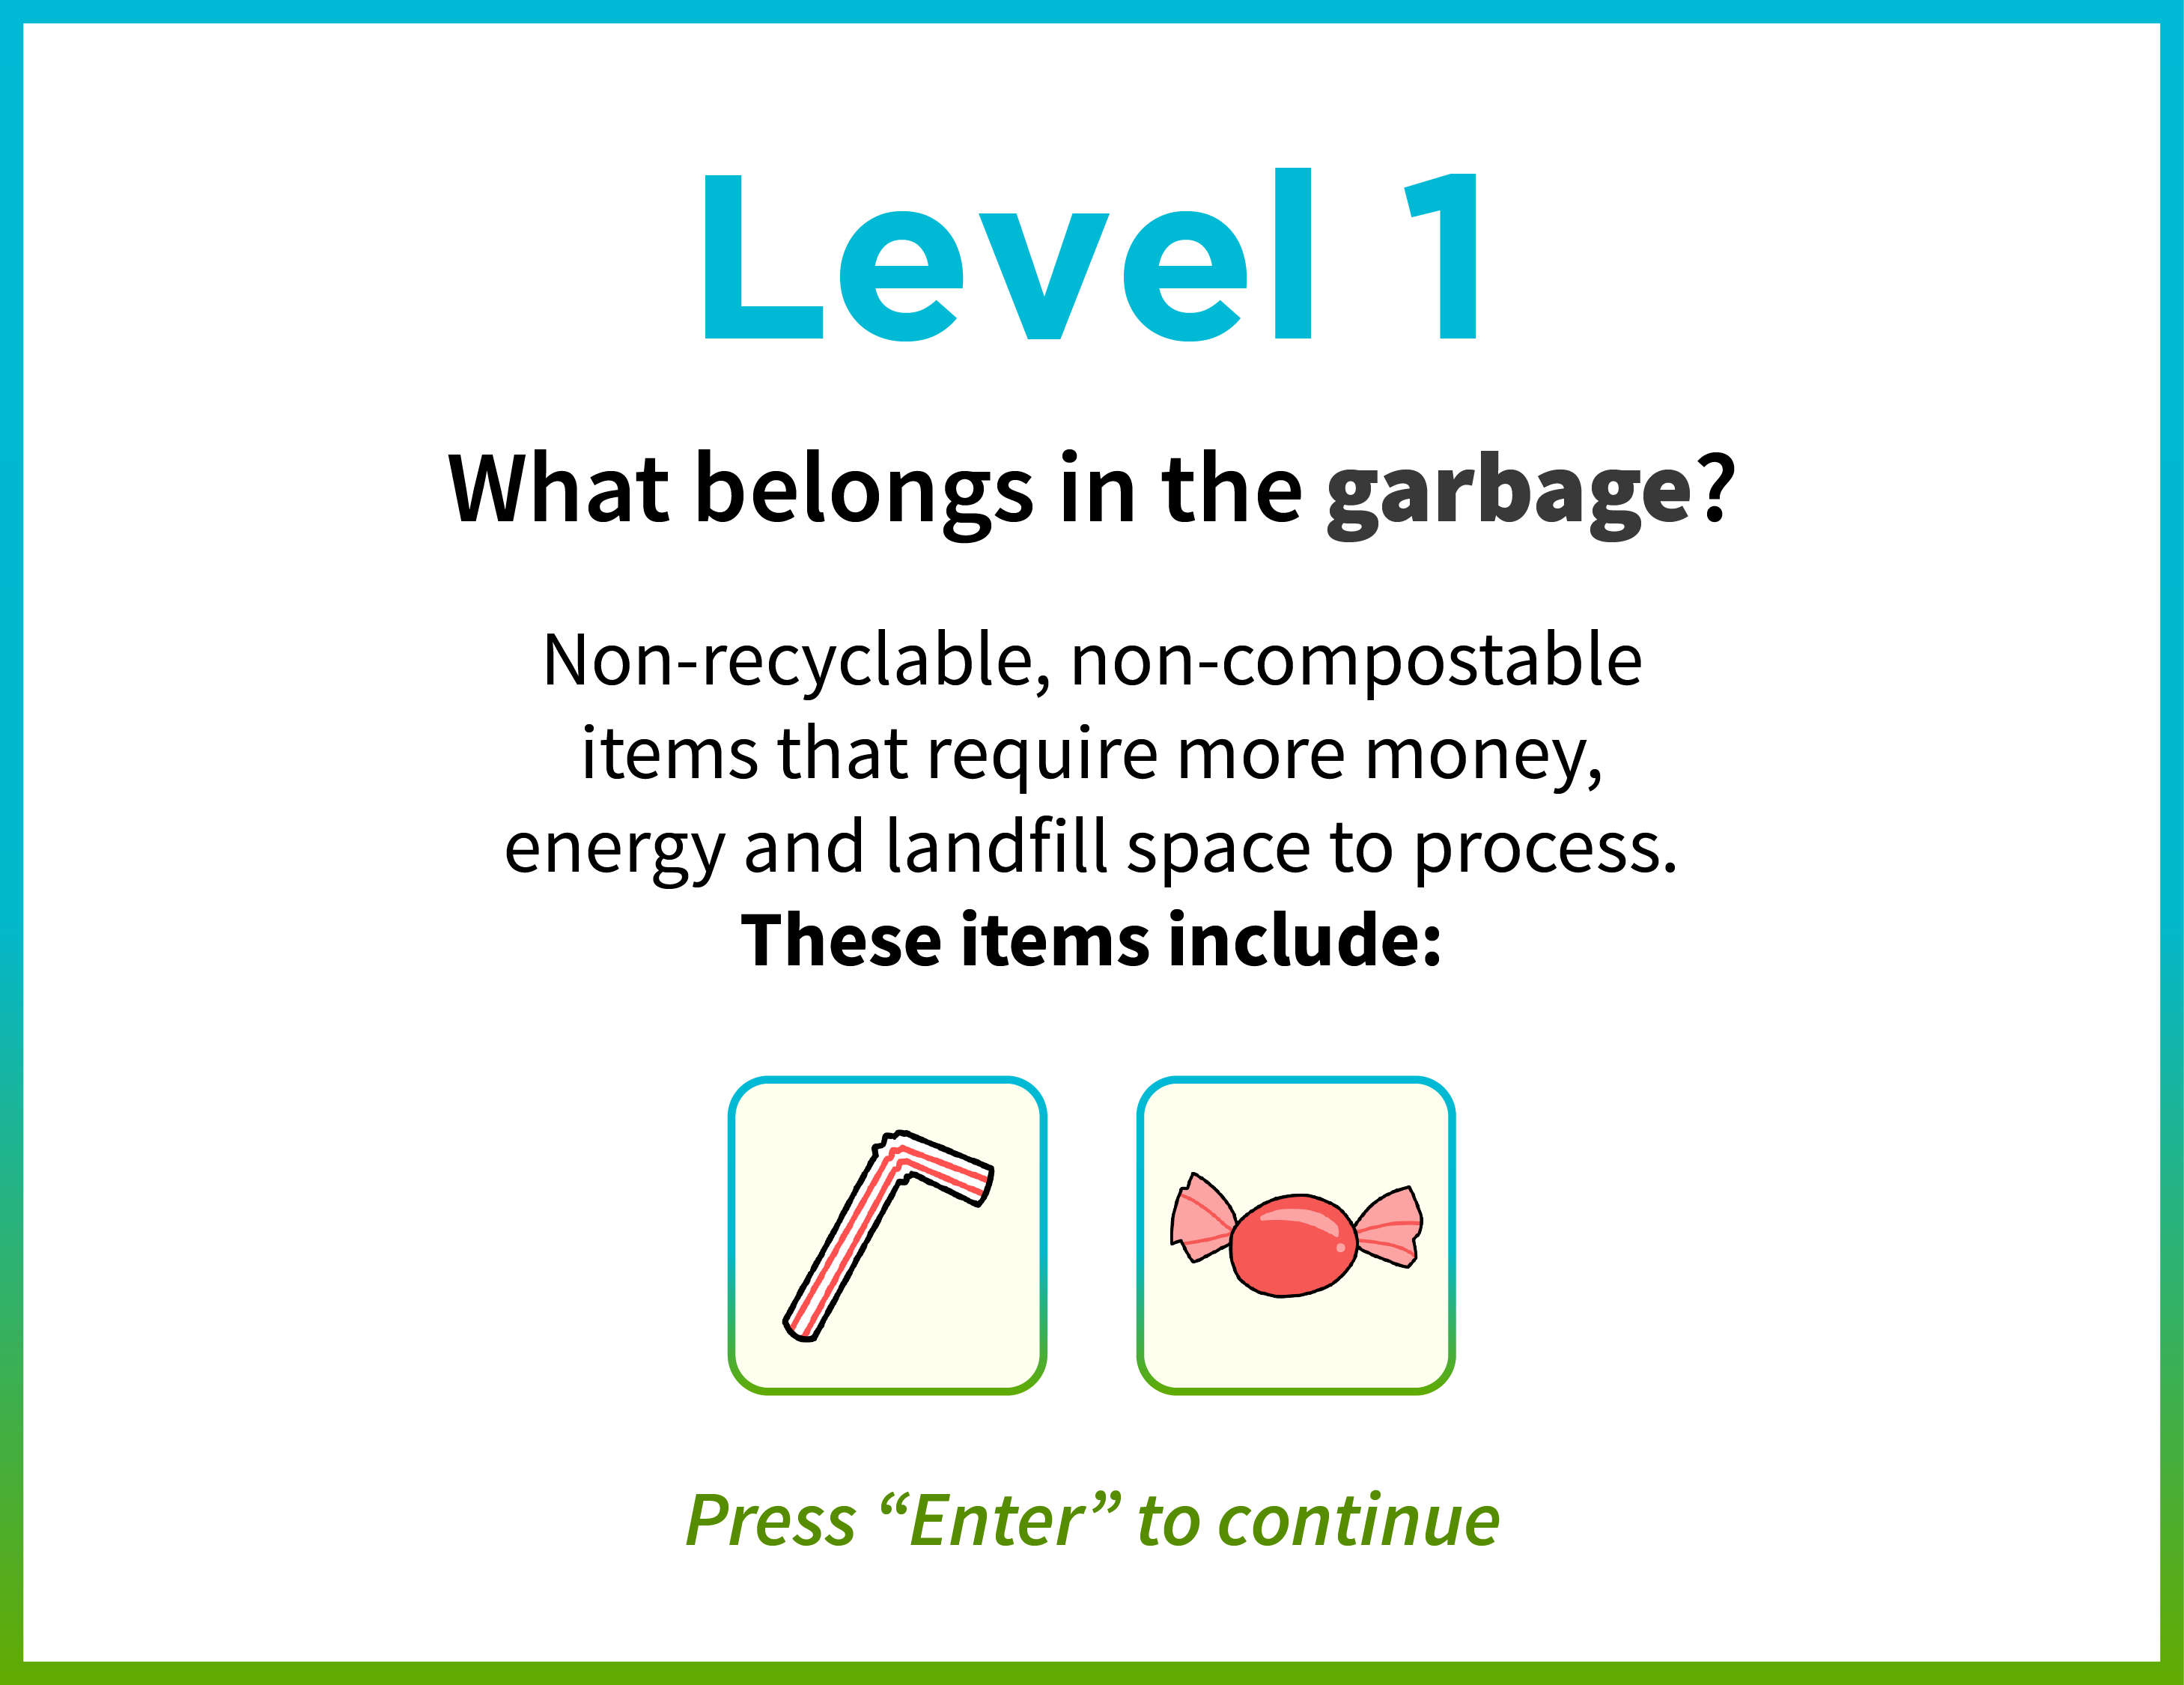 Level 1
What belongs in the garbage?
Non-recyclable, non-compostable
items that require more money,
energy and landfill space to process.
These items include:
Press “Enter” to continue